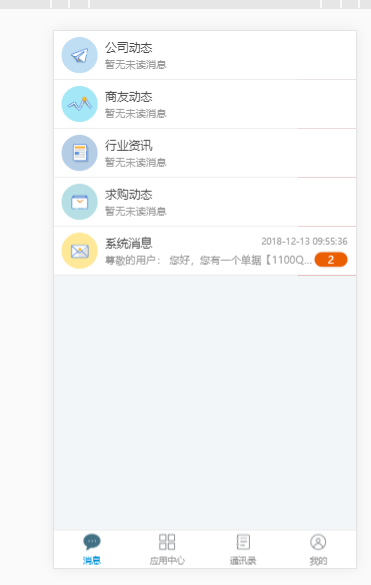 公司动态
暂无未读消息
商友动态
暂无未读消息
行业资讯
暂无未读消息
求购动态
暂无未读消息
系统消息 2018-12-13 09:55:36
尊敬的用户： 您好，您有一个单据【1100Q... 2
消息 应用中心 通讯录 我的